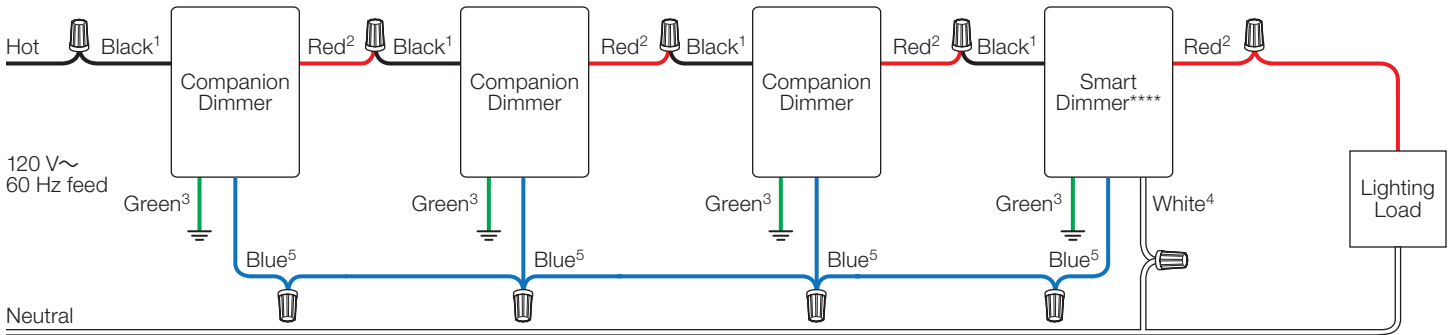 Hot
Black¹
Red²
Black¹
Red²
Black¹
Red²
Black¹
Red²
Companion
Dimmer
Companion
Dimmer
Companion
Dimmer
Smart
Dimmer****
120 V~
60 Hz feed
Green³
Green³
Green³
Green³
White⁴
Lighting
Load
Blue⁵
Blue⁵
Blue⁵
Blue⁵
Neutral